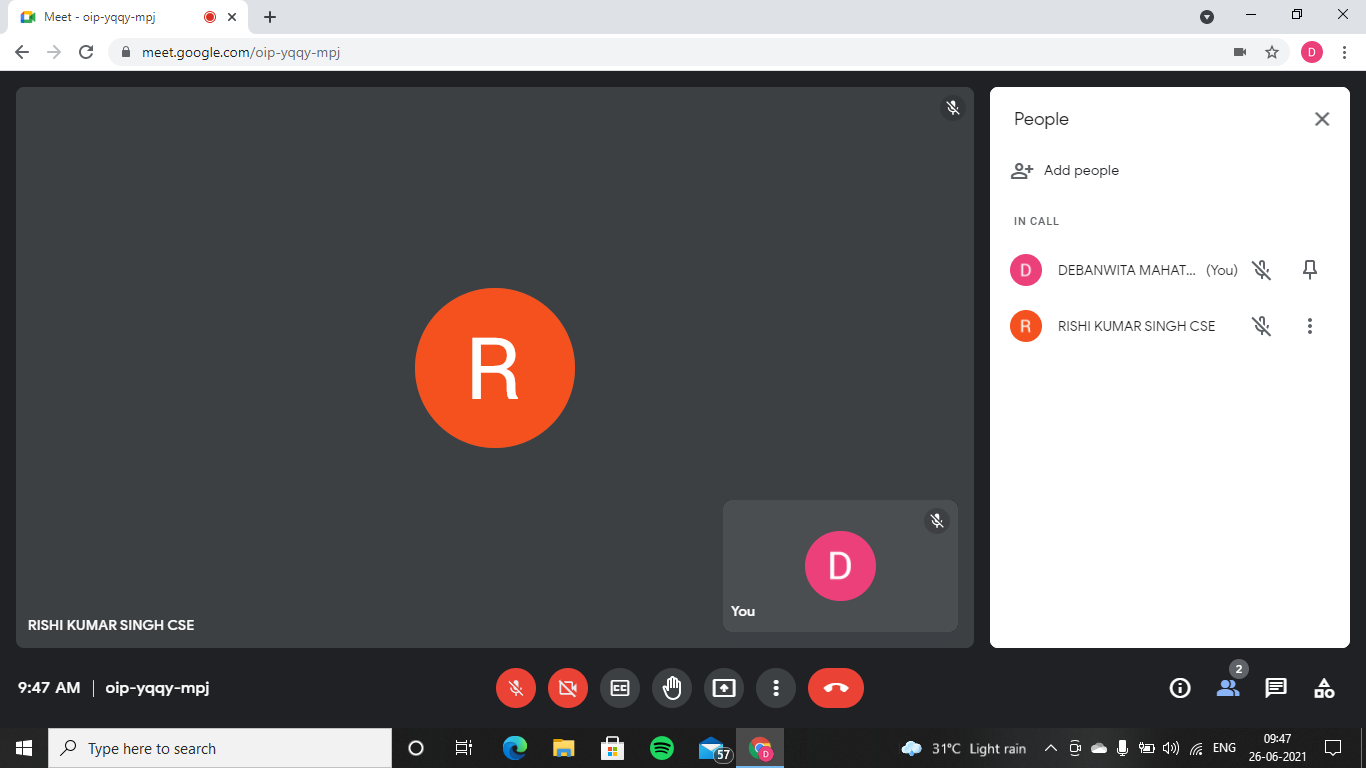 Meet - oip-yqqy-mpj
meet.google.com/oip-yqqy-mpj
D
R
RISHI KUMAR SINGH CSE
D
You
People
Add people
IN CALL
D DEBANWITA MAHAT... (You)
R RISHI KUMAR SINGH CSE
9:47 AM | oip-yqqy-mpj
CC
2
Type here to search
57
D
31°C Light rain
ENG
09:47
26-06-2021